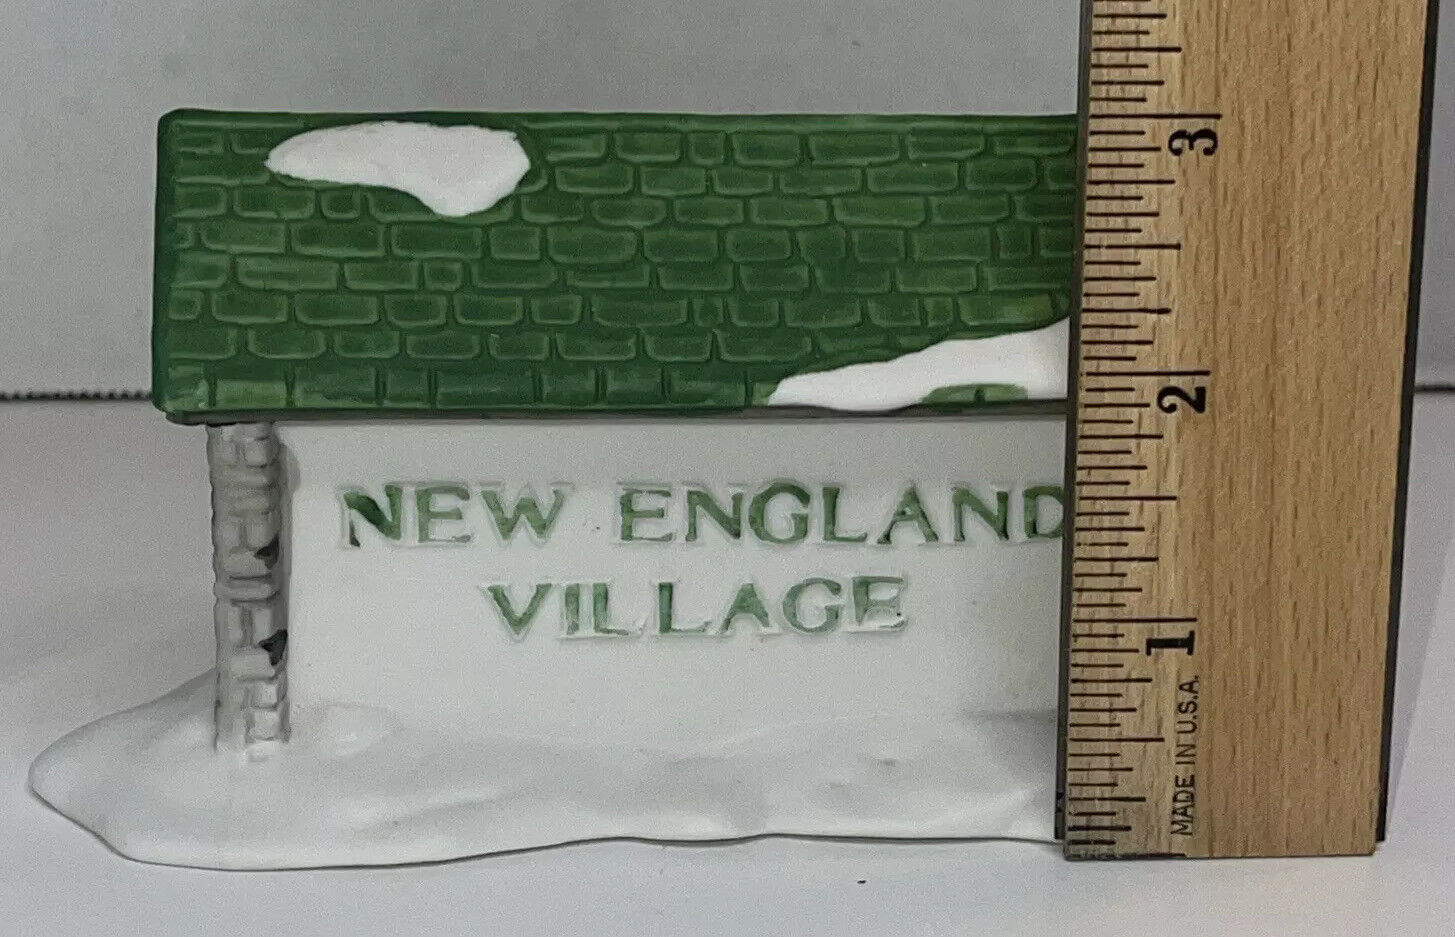 NEW ENGLAND
VILLAGE
3
2
1
MADE IN U.S.A.